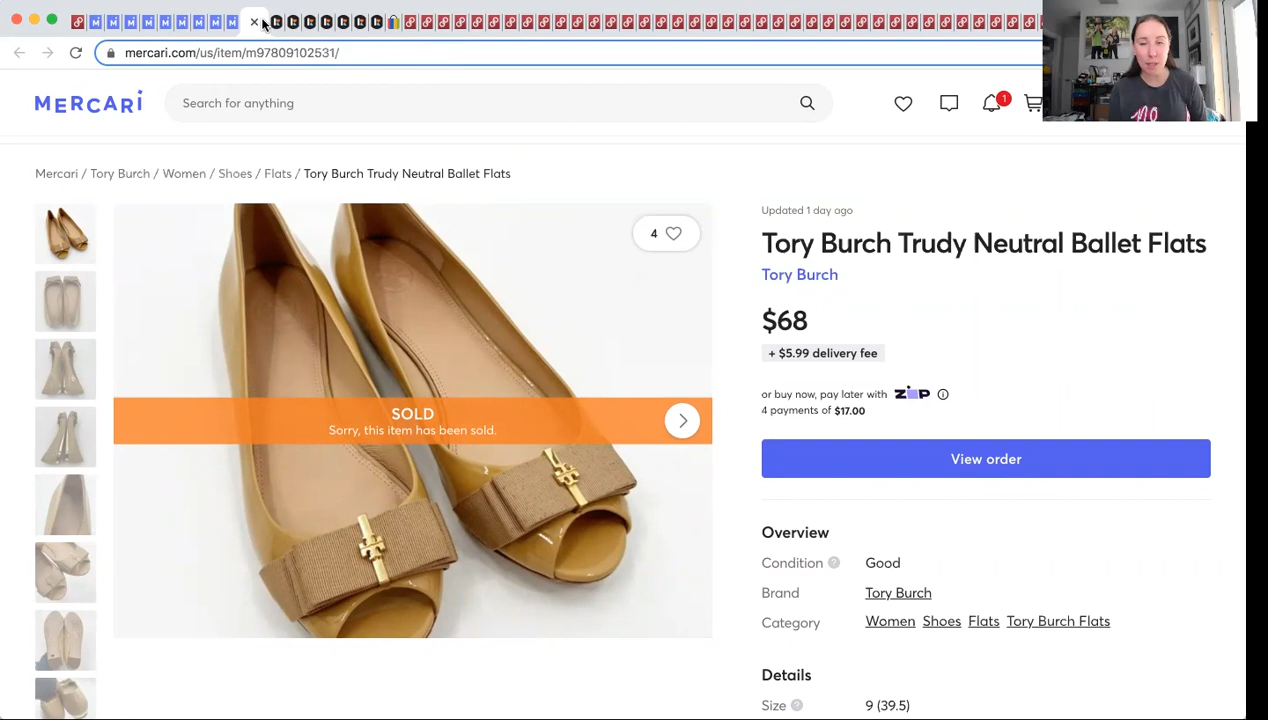 mercari.com/us/item/m97809102531/
MERCARI
Search for anything
1
Mercari / Tory Burch / Women / Shoes / Flats / Tory Burch Trudy Neutral Ballet Flats
4
SOLD
Sorry, this item has been sold.
Updated 1 day ago
Tory Burch Trudy Neutral Ballet Flats
Tory Burch
$68
+ $5.99 delivery fee
or buy now, pay later with ZIP
4 payments of $17.00
View order
Overview
Condition ? Good
Brand Tory Burch
Category Women Shoes Flats Tory Burch Flats
Details
Size ? 9 (39.5)